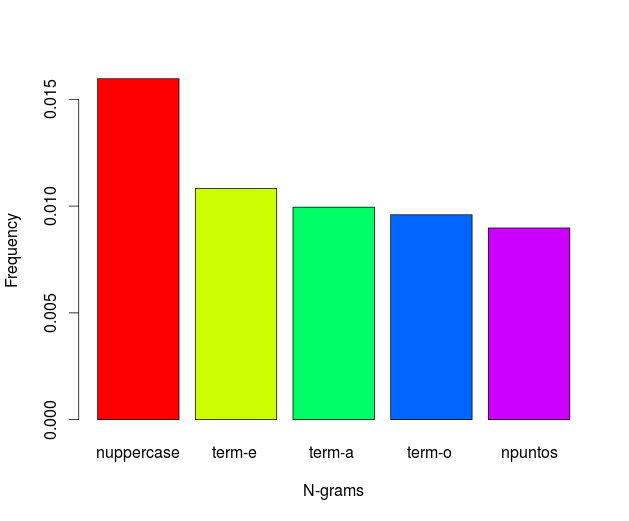 Frequency
0.015
0.010
0.005
0.000
nuppercase term-e term-a term-o npuntos
N-grams